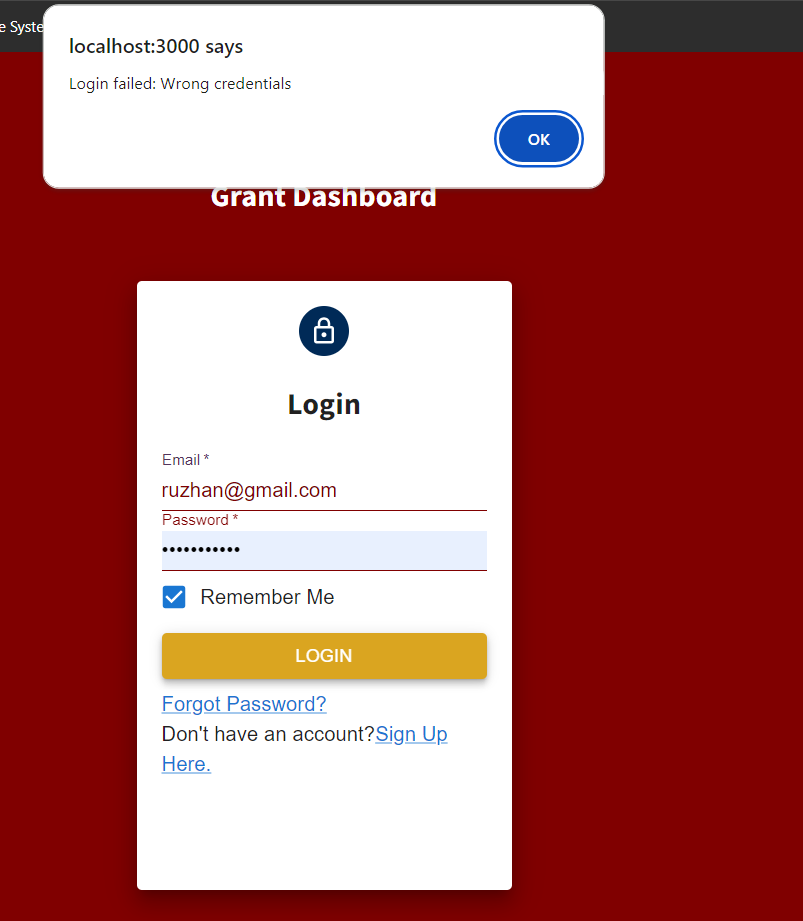 e Syste
localhost:3000 says
Login failed: Wrong credentials
OK
Grant Dashboard
Login
Email *
ruzhan@gmail.com
Password *
•••••••••••
Remember Me
LOGIN
Forgot Password?
Don't have an account?Sign Up
Here.